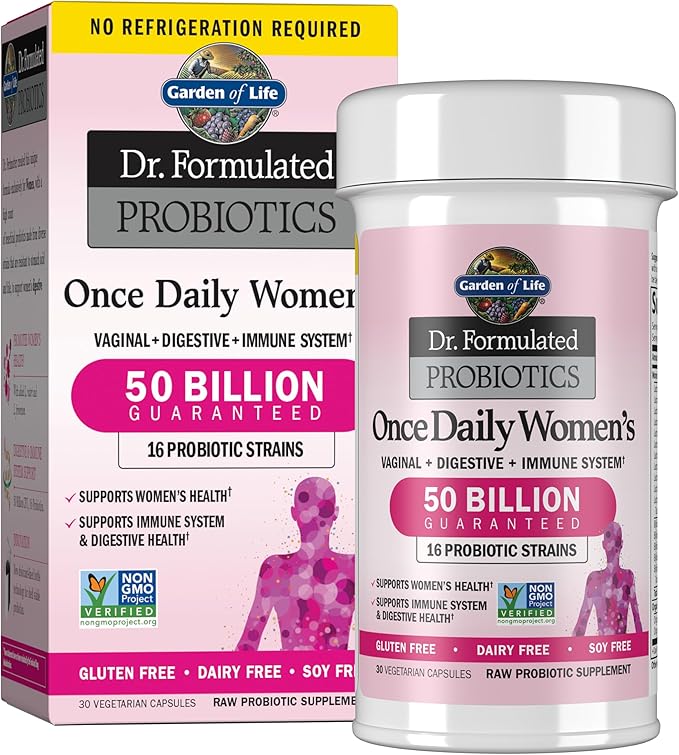 NO REFRIGERATION REQUIRED
Garden of Life®
Dr. Formulated
PROBIOTICS
Once Daily Women
VAGINAL + DIGESTIVE + IMMUNE SYSTEM†
50 BILLION
GUARANTEED
16 PROBIOTIC STRAINS
✓ SUPPORTS WOMEN'S HEALTH†
✓ SUPPORTS IMMUNE SYSTEM
& DIGESTIVE HEALTH†
NON
GMO
Project
VERIFIED
nongmoproject.org
GLUTEN FREE • DAIRY FREE • SOY FR
30 VEGETARIAN CAPSULES RAW PROBIOTIC SUPPLEMENT
Garden of Life®
Dr. Formulated
PROBIOTICS
Once Daily Women's
VAGINAL + DIGESTIVE + IMMUNE SYSTEM†
50 BILLION
GUARANTEED
16 PROBIOTIC STRAINS
✓ SUPPORTS WOMEN'S HEALTH†
✓ SUPPORTS IMMUNE SYSTEM
& DIGESTIVE HEALTH†
NON
GMO
Project
VERIFIED
nongmoproject.org
GLUTEN FREE • DAIRY FREE • SOY FREE
30 VEGETARIAN CAPSULES RAW PROBIOTIC SUPPLEMENT